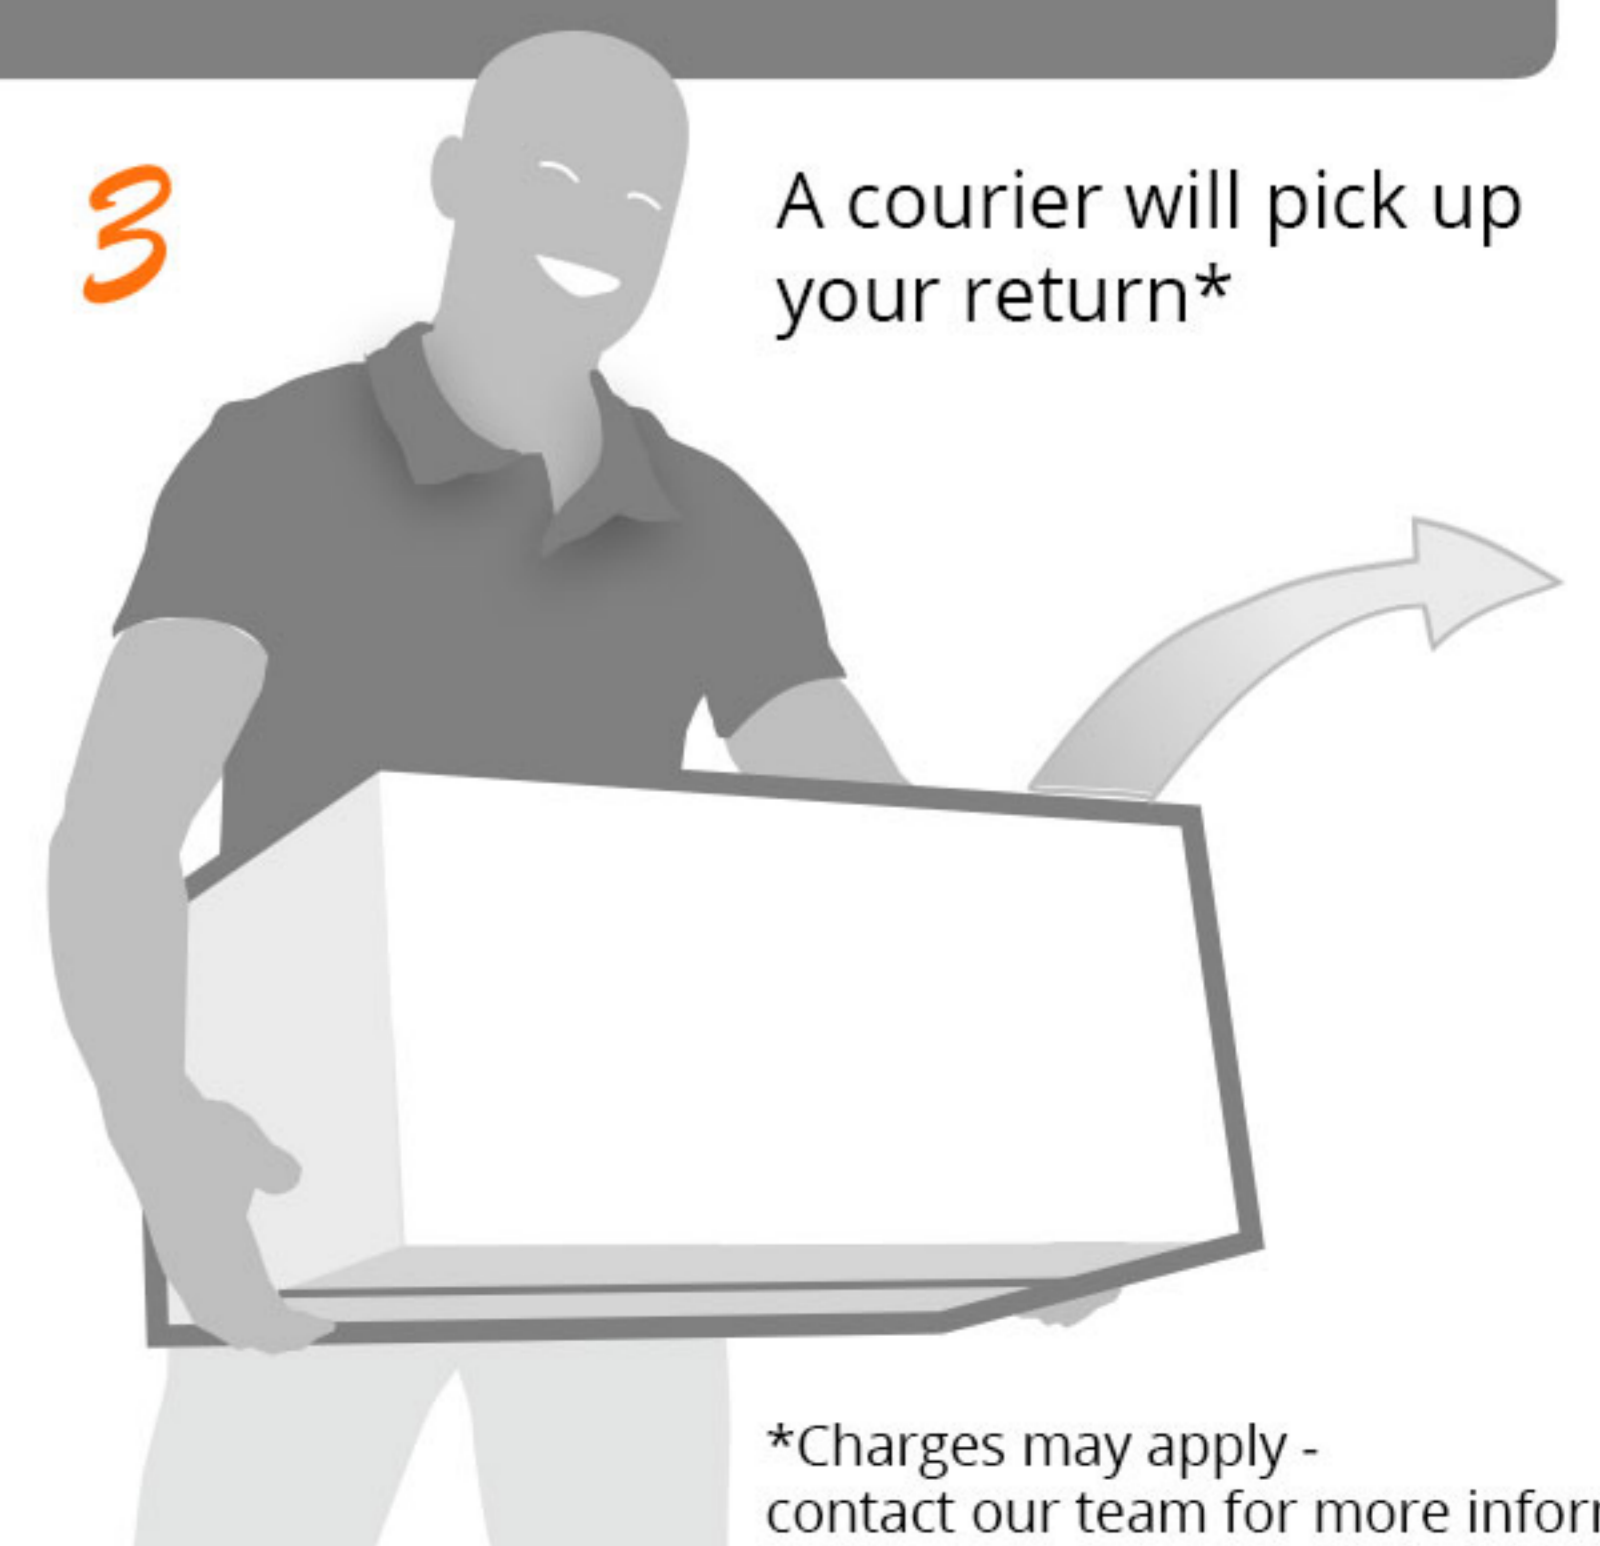 3
A courier will pick up
your return*
*Charges may apply -
contact our team for more